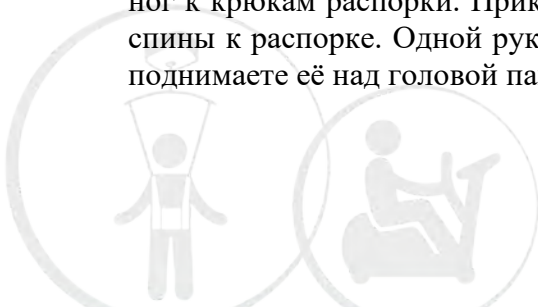 ног к крюкам распорки. Прик
спины к распорке. Одной рук
поднимаете её над головой па